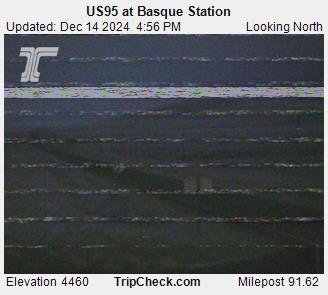 US95 at Basque Station
Updated: Dec 14 2024 4:56 PM Looking North
Elevation 4460 TripCheck.com Milepost 91.62